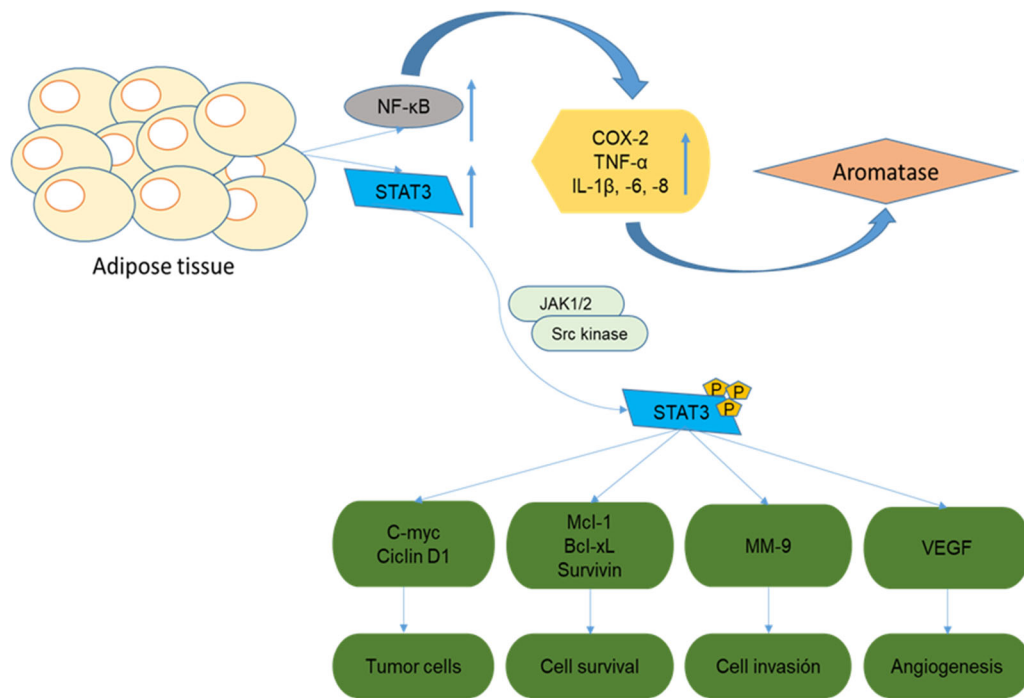 NF-κB
STAT3
Adipose tissue
COX-2
TNF-α
IL-1β, -6, -8
Aromatase
JAK1/2
Src kinase
STAT3
P
P
P
C-myc
Ciclin D1
Mcl-1
Bcl-xL
Survivin
MM-9
VEGF
Tumor cells
Cell survival
Cell invasión
Angiogenesis